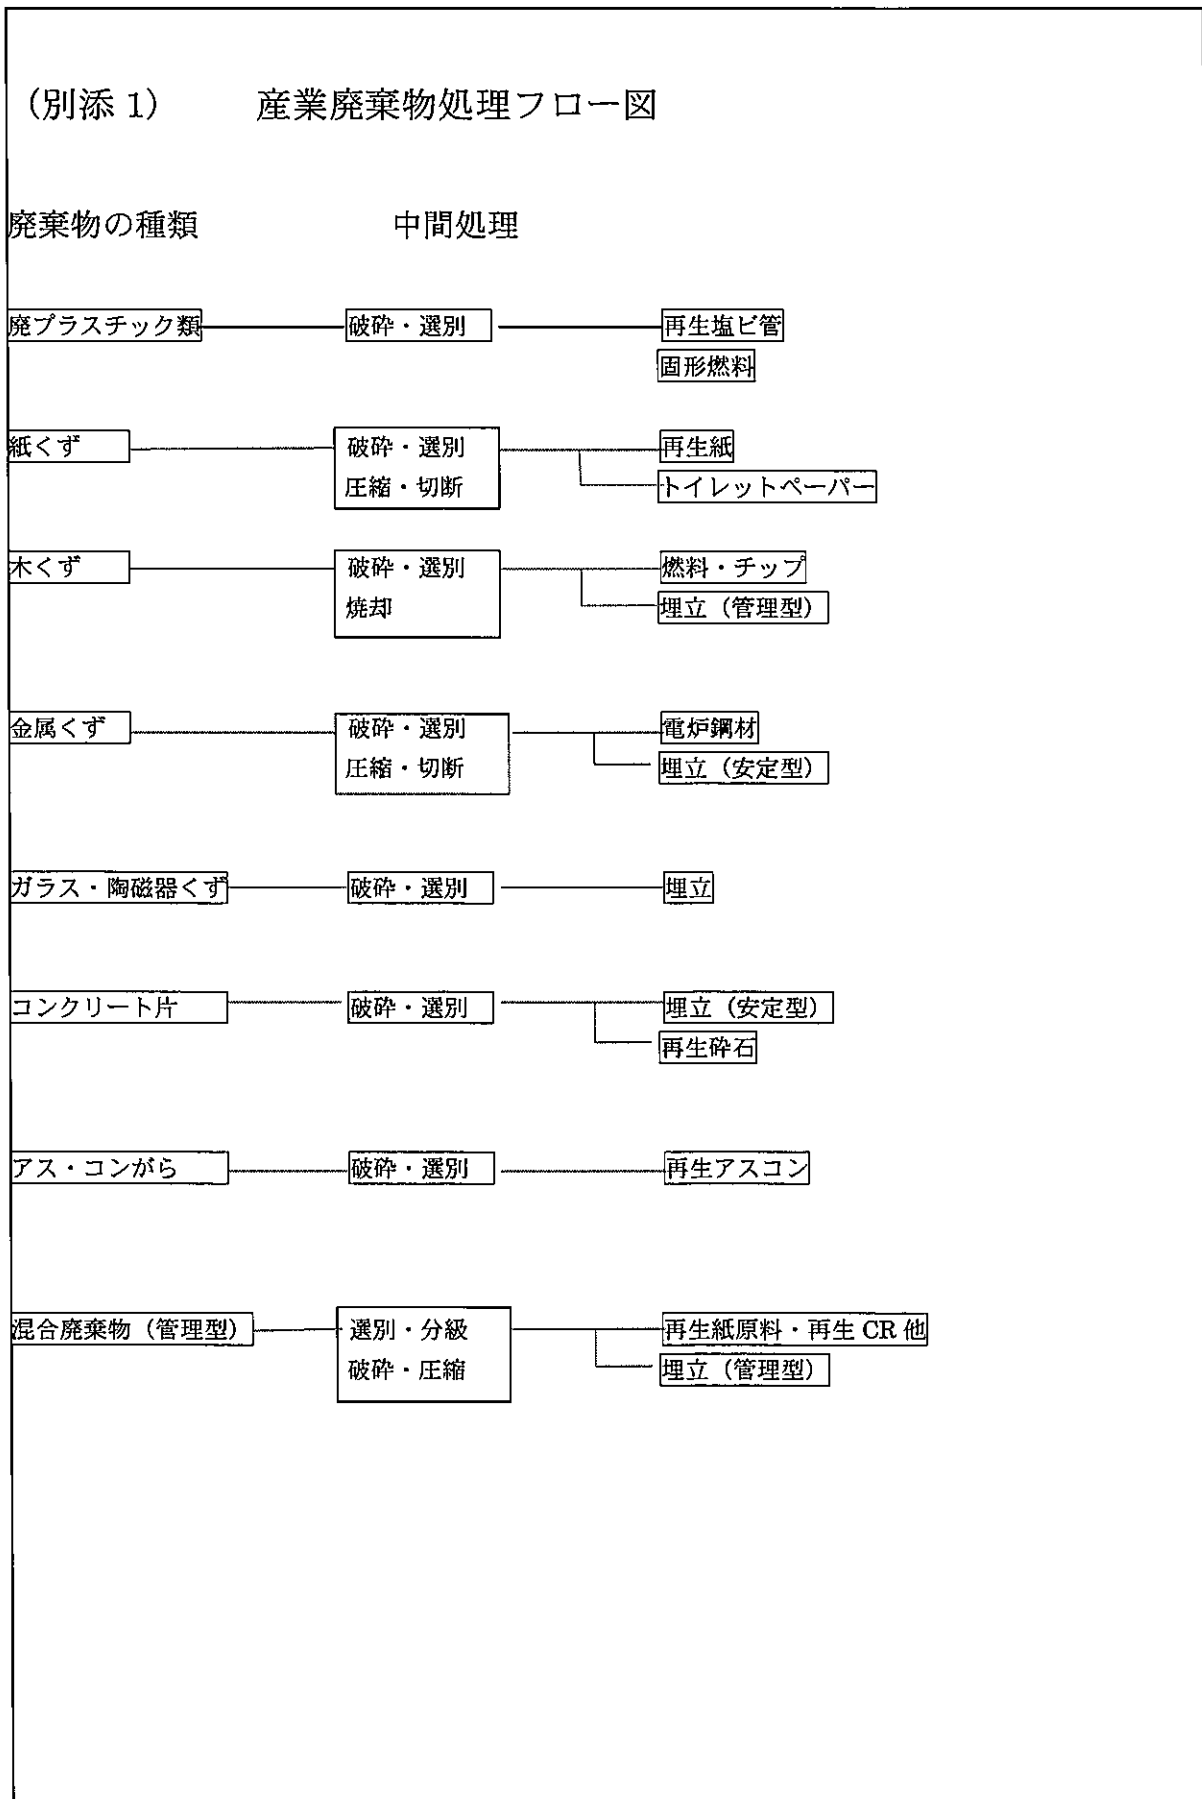 (別添 1)　産業廃棄物処理フロー図
廃棄物の種類　中間処理
廃プラスチック類　破砕・選別　再生塩ビ管
固形燃料
紙くず　破砕・選別　再生紙
圧縮・切断　トイレットペーパー
木くず　破砕・選別　燃料・チップ
焼却　埋立（管理型）
金属くず　破砕・選別　電炉鋼材
圧縮・切断　埋立（安定型）
ガラス・陶磁器くず　破砕・選別　埋立
コンクリート片　破砕・選別　埋立（安定型）
再生砕石
アス・コンがら　破砕・選別　再生アスコン
混合廃棄物（管理型）　選別・分級　再生紙原料・再生 CR 他
破砕・圧縮　埋立（管理型）